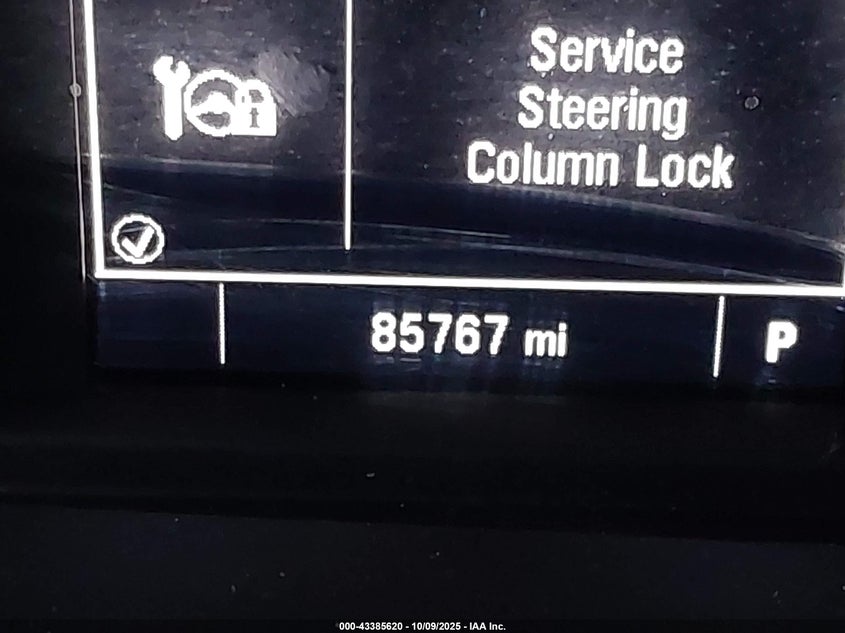 Service
Steering
Column Lock
85767 mi
P
000-43385620 - 10/09/2025 - IAA Inc.